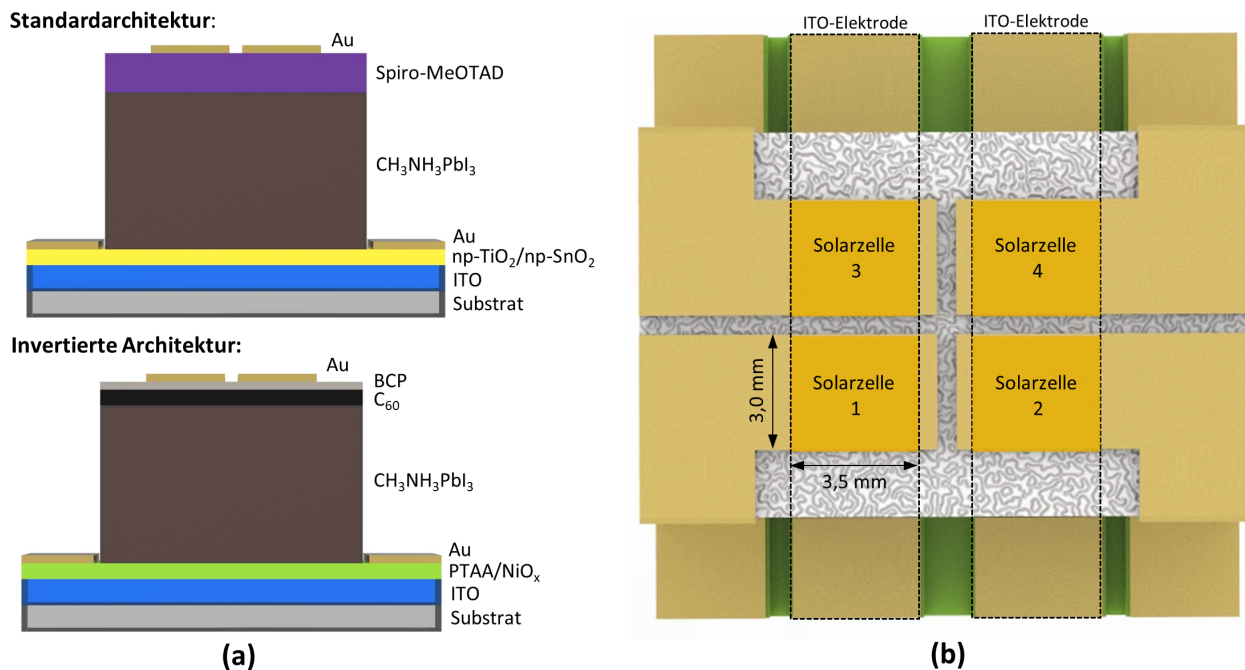 Standardarchitektur:
Au
Spiro-MeOTAD
CH₃NH₃PbI₃
Au
np-TiO₂/np-SnO₂
ITO
Substrat
Invertierte Architektur:
Au
BCP
C₆₀
CH₃NH₃PbI₃
Au
PTAA/NiOₓ
ITO
Substrat
(a)
ITO-Elektrode
ITO-Elektrode
Solarzelle
3
Solarzelle
4
Solarzelle
1
Solarzelle
2
3,0 mm
3,5 mm
(b)